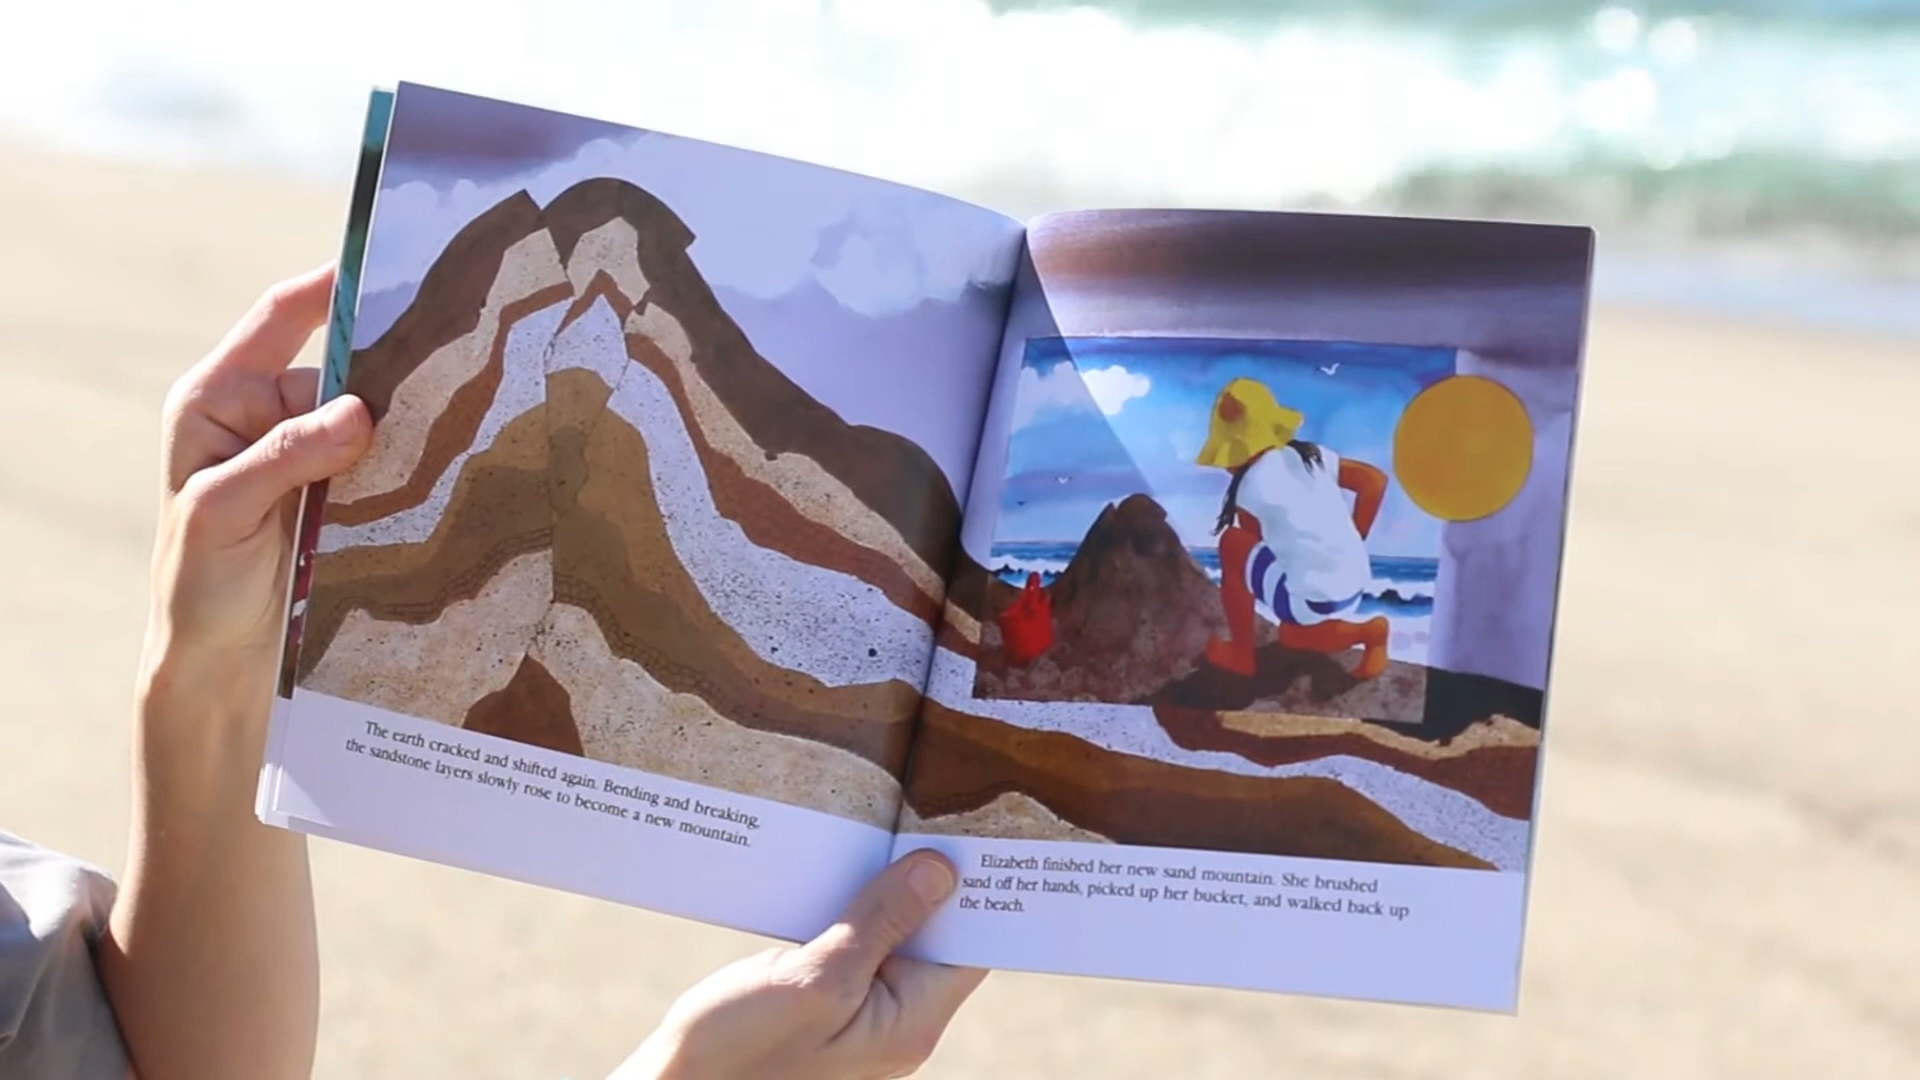 The earth cracked and shifted again. Bending and breaking,
the sandstone layers slowly rose to become a new mountain.
Elizabeth finished her new sand mountain. She brushed
sand off her hands, picked up her bucket, and walked back up
the beach.